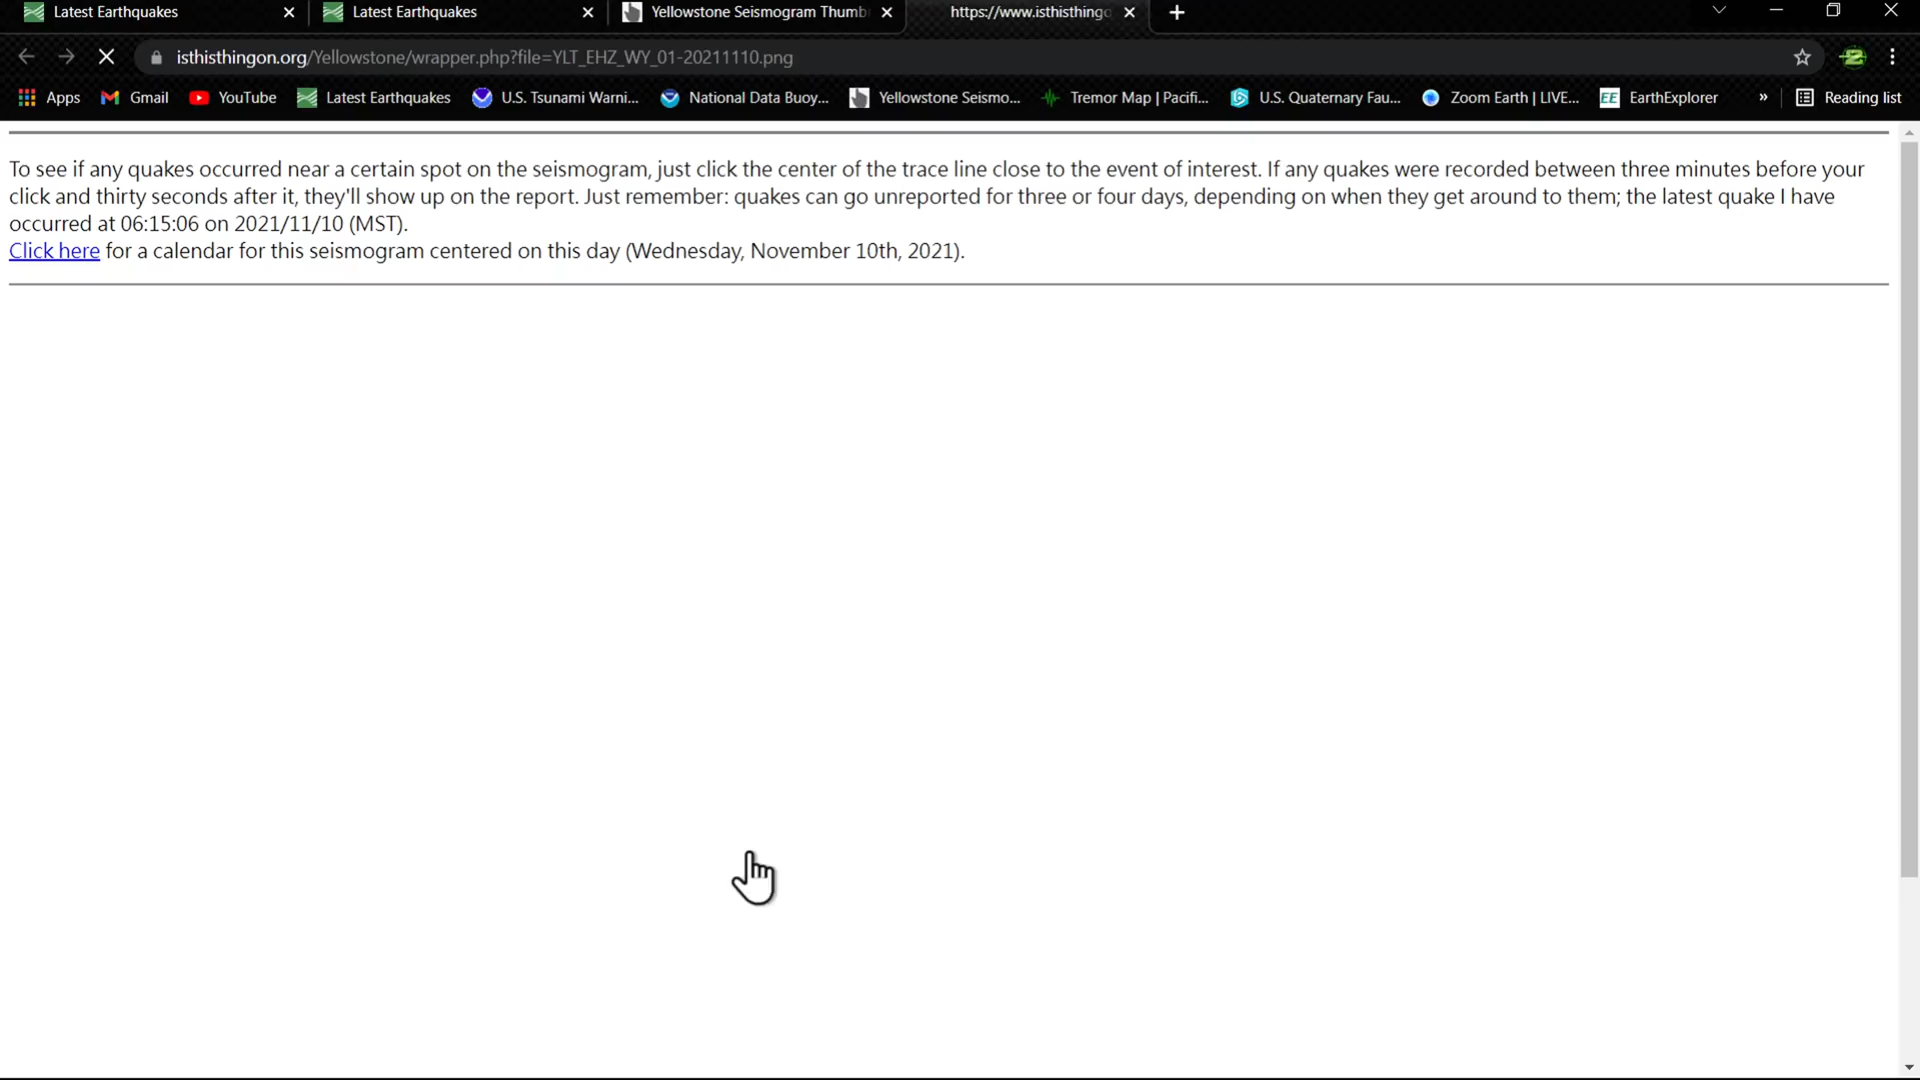 Latest Earthquakes
Latest Earthquakes
Yellowstone Seismogram Thumb
https://www.isthisthingo
isthisthingon.org/Yellowstone/wrapper.php?file=YLT_EHZ_WY_01-20211110.png
Apps
Gmail
YouTube
Latest Earthquakes
U.S. Tsunami Warni...
National Data Buoy...
Yellowstone Seismo...
Tremor Map | Pacifi...
U.S. Quaternary Fau...
Zoom Earth | LIVE...
EE EarthExplorer
»
Reading list
To see if any quakes occurred near a certain spot on the seismogram, just click the center of the trace line close to the event of interest. If any quakes were recorded between three minutes before your
click and thirty seconds after it, they'll show up on the report. Just remember: quakes can go unreported for three or four days, depending on when they get around to them; the latest quake I have
occurred at 06:15:06 on 2021/11/10 (MST).
Click here for a calendar for this seismogram centered on this day (Wednesday, November 10th, 2021).